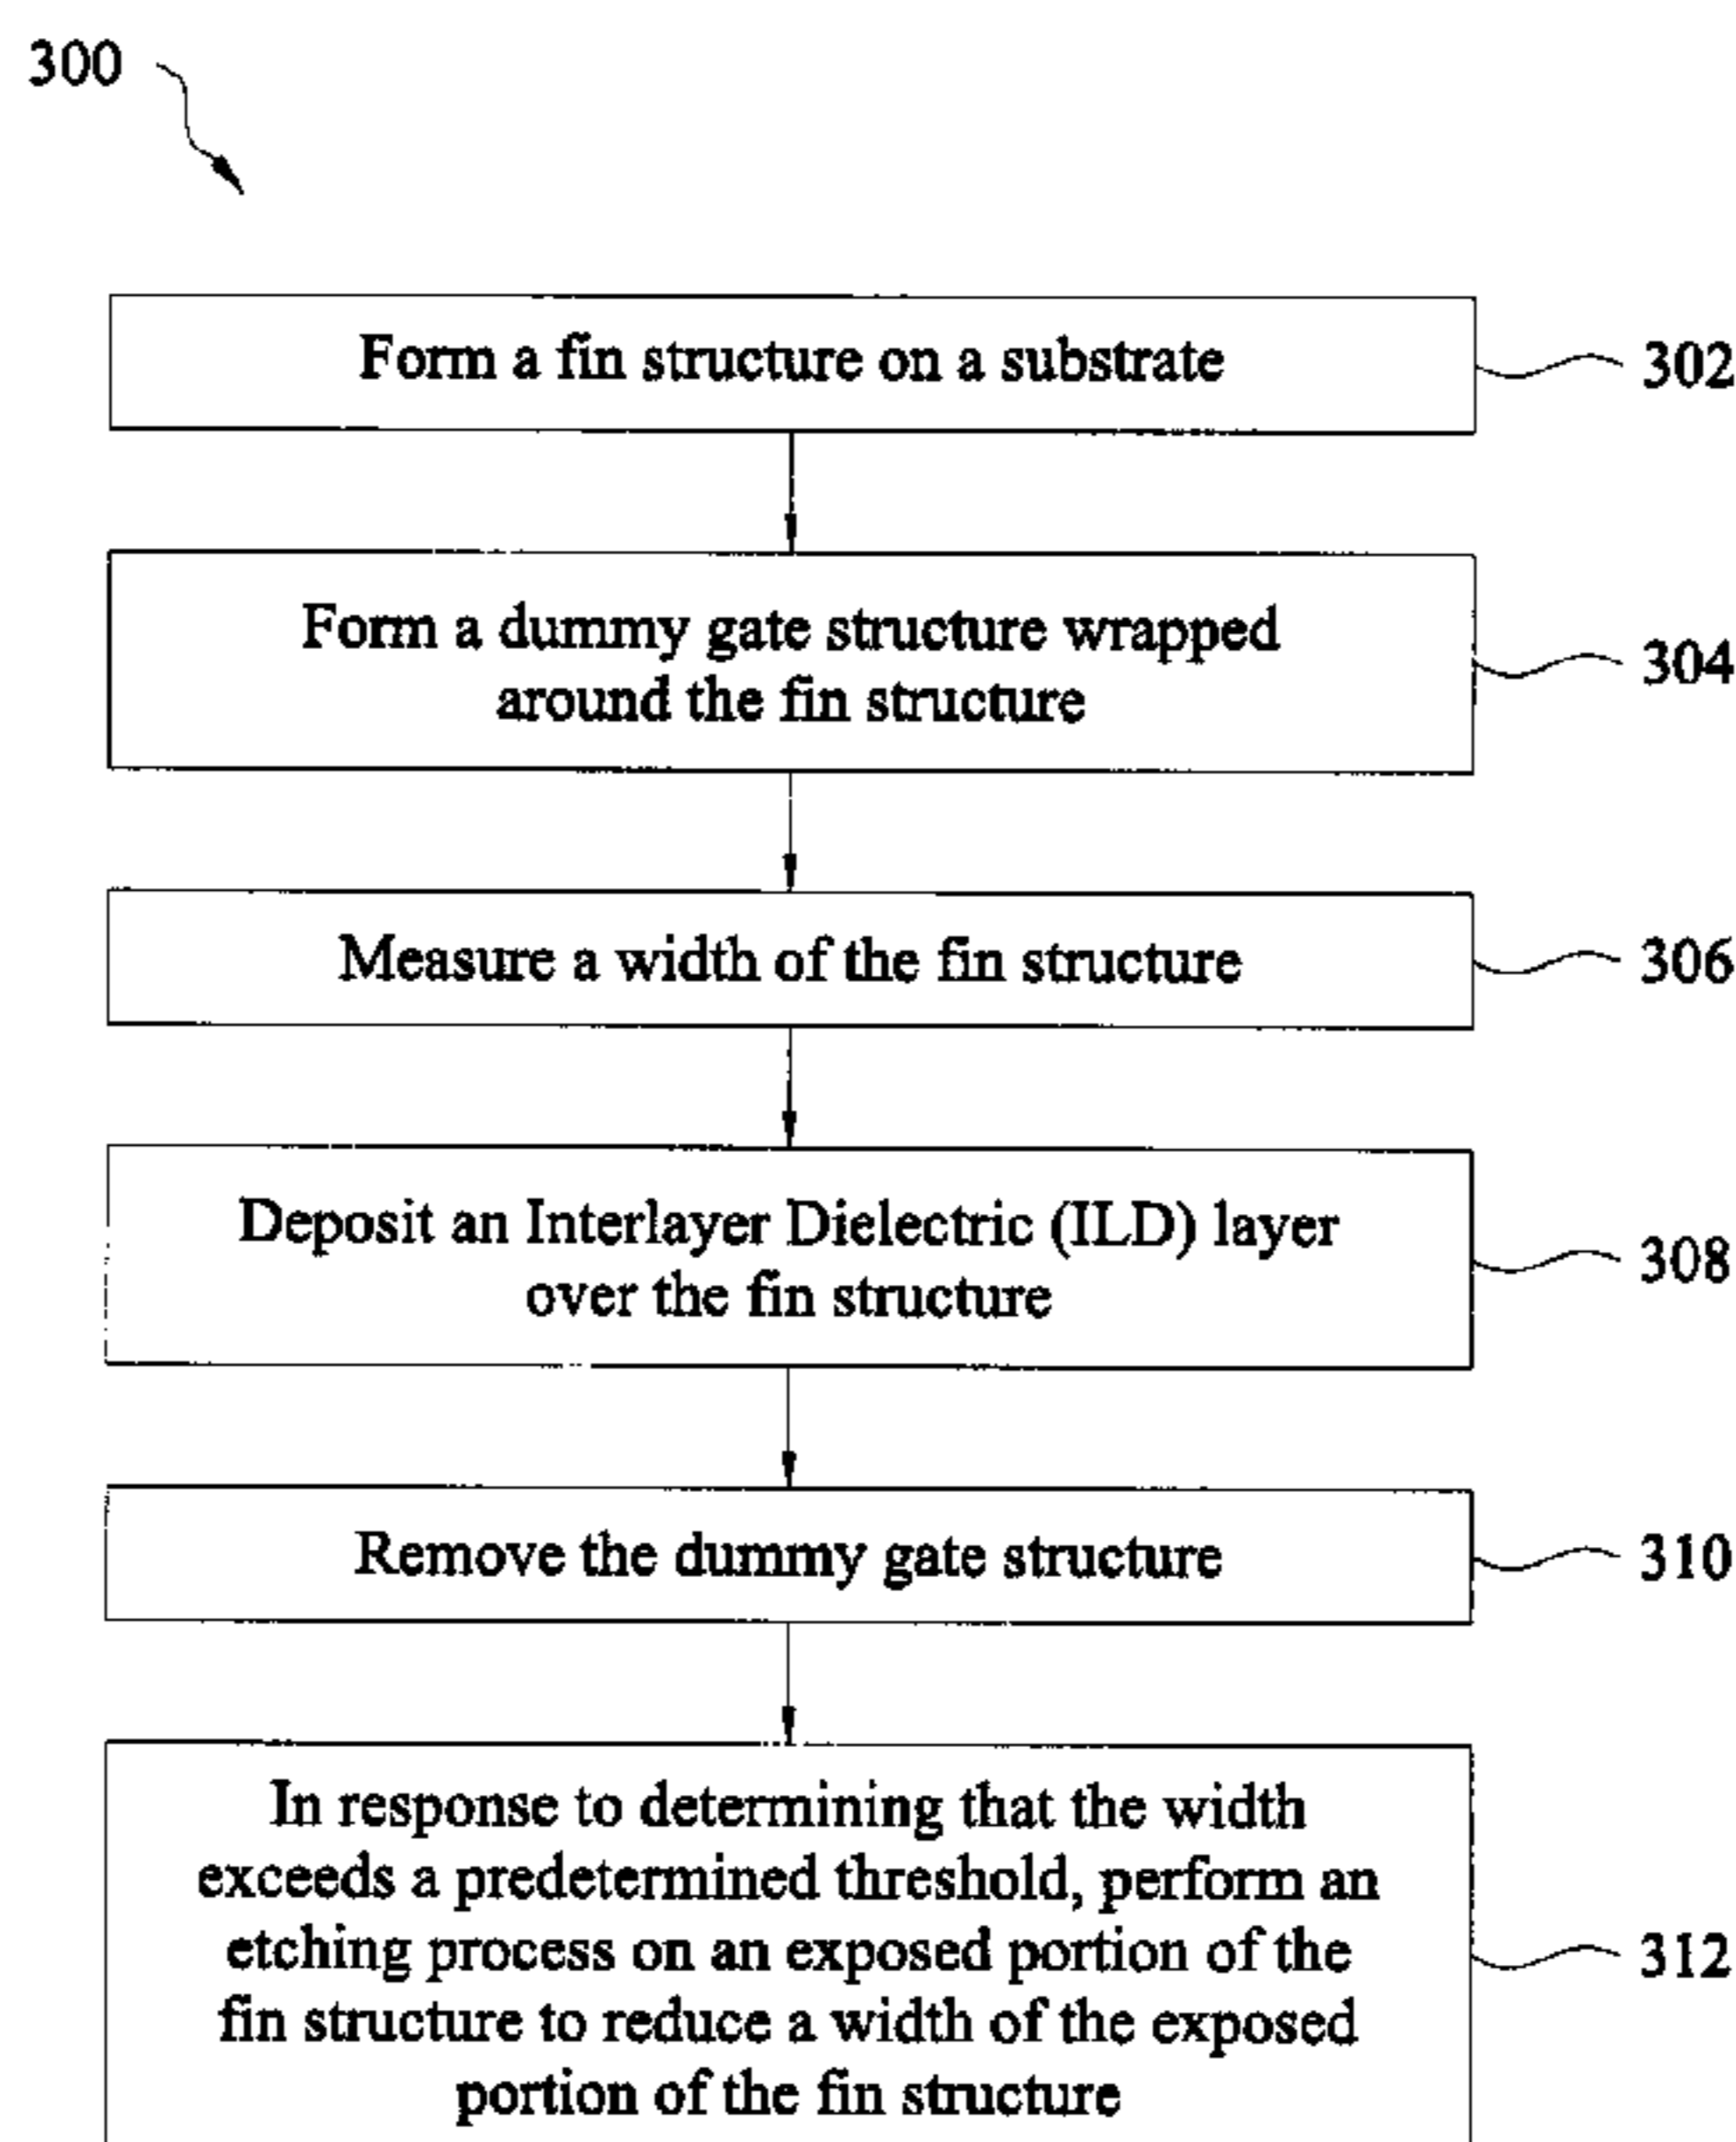 300
Form a fin structure on a substrate
302
Form a dummy gate structure wrapped
around the fin structure
304
Measure a width of the fin structure
306
Deposit an Interlayer Dielectric (ILD) layer
over the fin structure
308
Remove the dummy gate structure
310
In response to determining that the width
exceeds a predetermined threshold, perform an
etching process on an exposed portion of the
fin structure to reduce a width of the exposed
portion of the fin structure
312